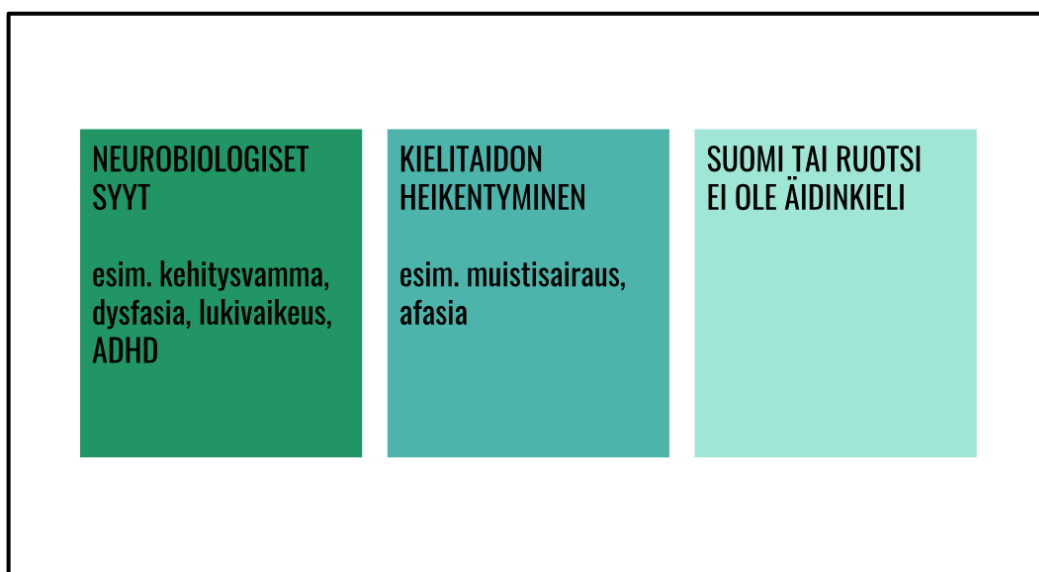 NEUROBIOLOGISET
SYYT
esim. kehitysvamma,
dysfasia, lukivaikeus,
ADHD
KIELITAIDON
HEIKENTYMINEN
esim. muistisairaus,
afasia
SUOMI TAI RUOTSI
EI OLE ÄIDINKIELI